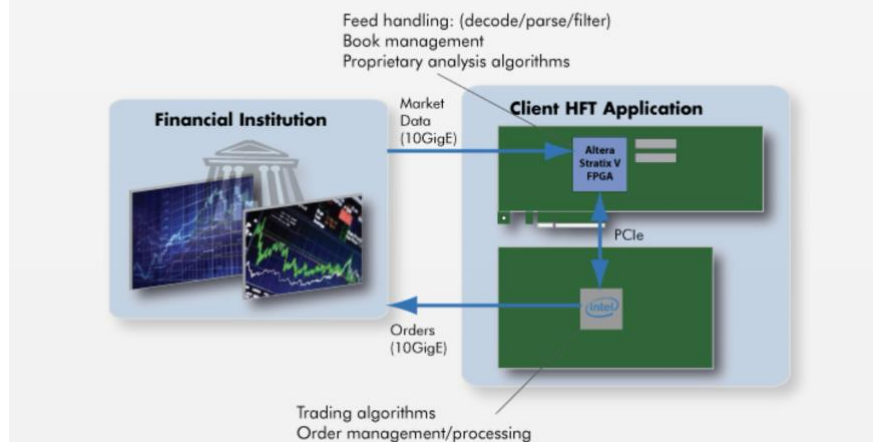 Feed handling: (decode/parse/filter)
Book management
Proprietary analysis algorithms
Financial Institution
Market
Data
(10GigE)
Client HFT Application
Altera
Stratix V
FPGA
PCIe
intel
Orders
(10GigE)
Trading algorithms
Order management/processing